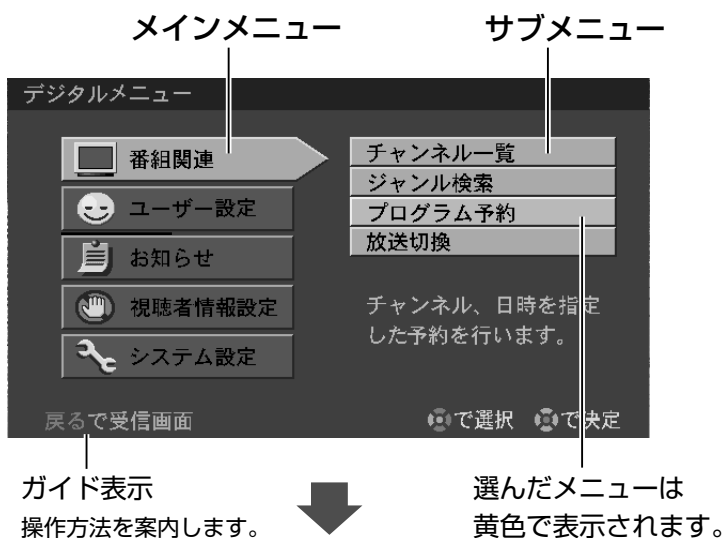 メインメニュー
サブメニュー
デジタルメニュー
番組関連
ユーザー設定
お知らせ
視聴者情報設定
システム設定
チャンネル一覧
ジャンル検索
プログラム予約
放送切換
チャンネル、日時を指定
した予約を行います。
戻るで受信画面
で選択 で決定
ガイド表示
操作方法を案内します。
選んだメニューは
黄色で表示されます。